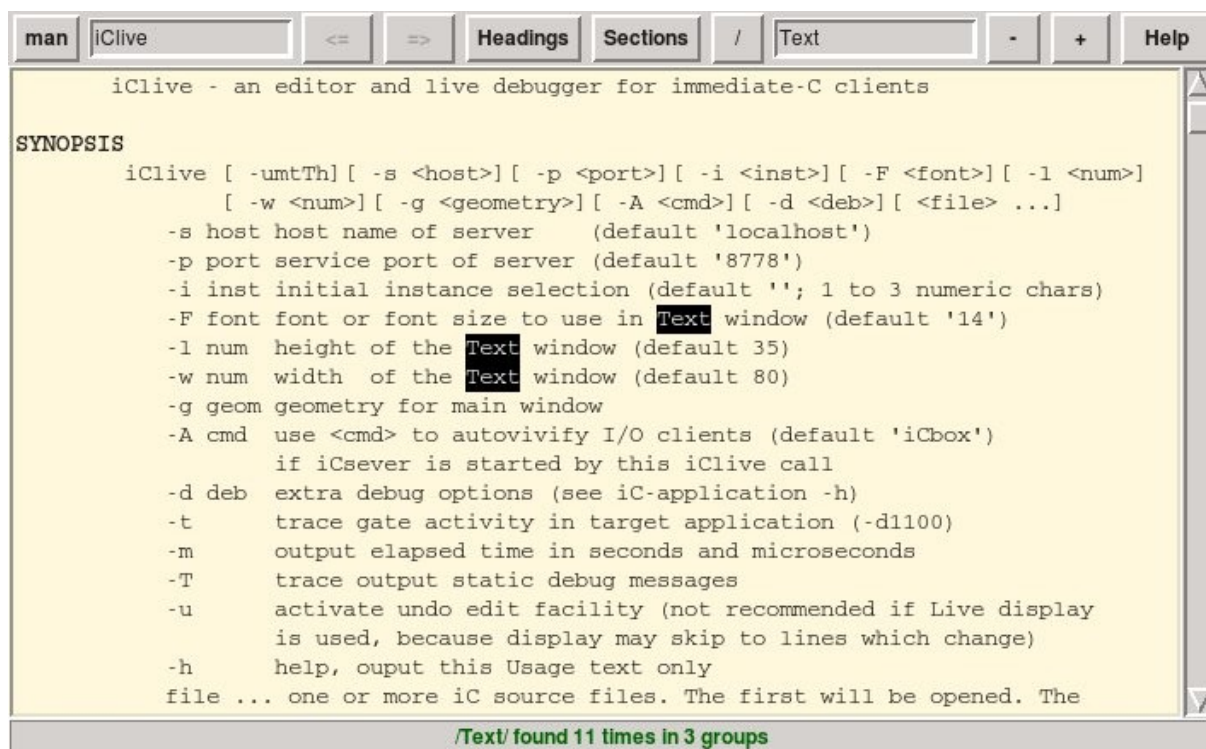 man iClive <= => Headings Sections / Text - + Help
iClive - an editor and live debugger for immediate-C clients
SYNOPSIS
iClive [ -umtTh][ -s <host>][ -p <port>][ -i <inst>][ -F <font>][ -l <num>]
[ -w <num>][ -g <geometry>][ -A <cmd>][ -d <deb>][ <file> ...]
-s host host name of server (default 'localhost')
-p port service port of server (default '8778')
-i inst initial instance selection (default ''; 1 to 3 numeric chars)
-F font font or font size to use in Text window (default '14')
-l num height of the Text window (default 35)
-w num width of the Text window (default 80)
-g geom geometry for main window
-A cmd use <cmd> to autovivify I/O clients (default 'iCbox')
if iCsever is started by this iClive call
-d deb extra debug options (see iC-application -h)
-t trace gate activity in target application (-d1100)
-m output elapsed time in seconds and microseconds
-T trace output static debug messages
-u activate undo edit facility (not recommended if Live display
is used, because display may skip to lines which change)
-h help, ouput this Usage text only
file ... one or more iC source files. The first will be opened. The
/Text/ found 11 times in 3 groups